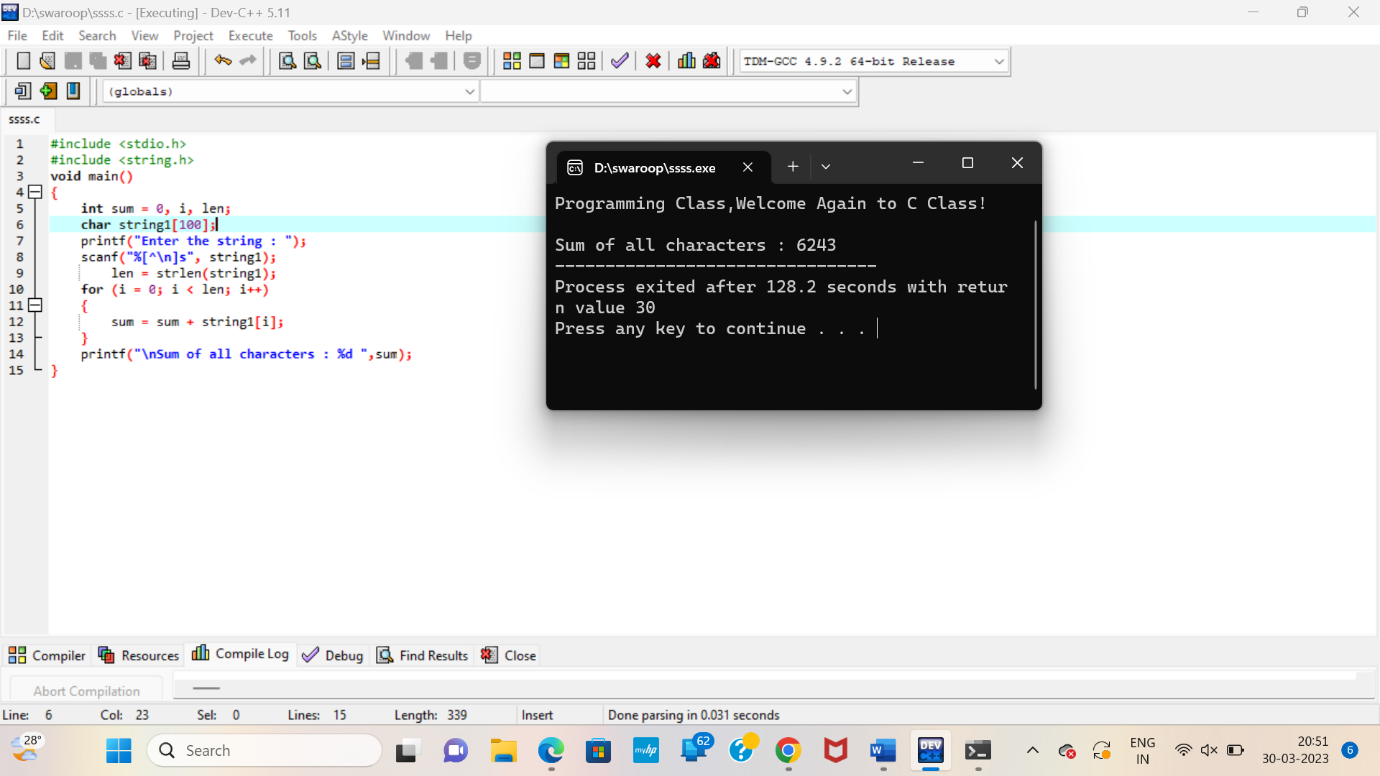 D:\swaroop\ssss.c - [Executing] - Dev-C++ 5.11
File Edit Search View Project Execute Tools AStyle Window Help
TDM-GCC 4.9.2 64-bit Release
(globals)
ssss.c
1 #include <stdio.h>
2 #include <string.h>
3 void main()
4 {
5 int sum = 0, i, len;
6 char string1[100];
7 printf("Enter the string : ");
8 scanf("%[^\n]s", string1);
9 len = strlen(string1);
10 for (i = 0; i < len; i++)
11 {
12 sum = sum + string1[i];
13 }
14 printf("\nSum of all characters : %d ",sum);
15 }
D:\swaroop\ssss.exe
Programming Class,Welcome Again to C Class!
Sum of all characters : 6243
--------------------------------
Process exited after 128.2 seconds with retur
n value 30
Press any key to continue . . .
Compiler Resources Compile Log Debug Find Results Close
Abort Compilation
Line: 6 Col: 23 Sel: 0 Lines: 15 Length: 339 Insert Done parsing in 0.031 seconds
28°
Search
myhp
62
DEV
C++
ENG
IN
20:51
30-03-2023
6